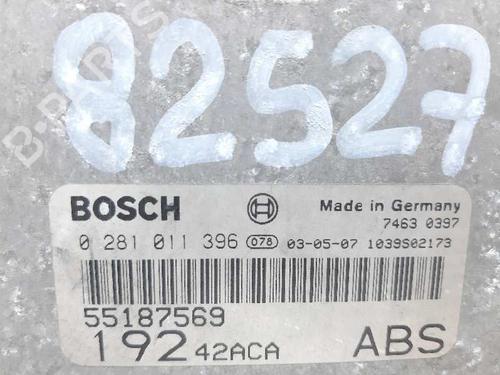 82527
B-PARTS
BOSCH
Made in Germany
7463 0397
0 281 011 396 078 03-05-07 1039S02173
55187569
192 42ACA ABS